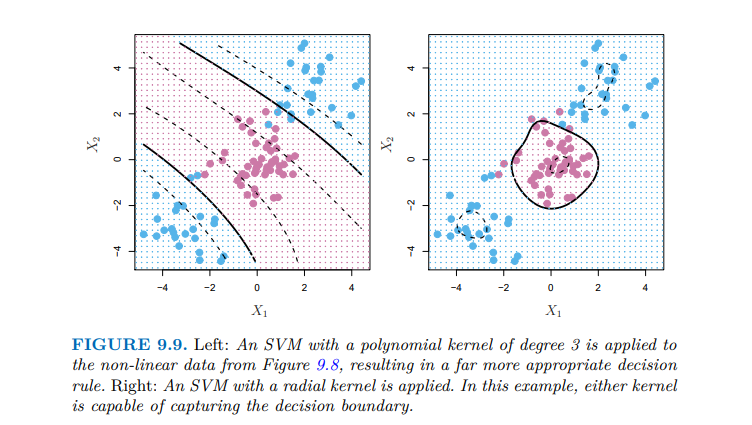 4
2
0
−2
−4
X2
−4 −2 0 2 4
X1
4
2
0
−2
−4
X2
−4 −2 0 2 4
X1
FIGURE 9.9. Left: An SVM with a polynomial kernel of degree 3 is applied to
the non-linear data from Figure 9.8, resulting in a far more appropriate decision
rule. Right: An SVM with a radial kernel is applied. In this example, either kernel
is capable of capturing the decision boundary.